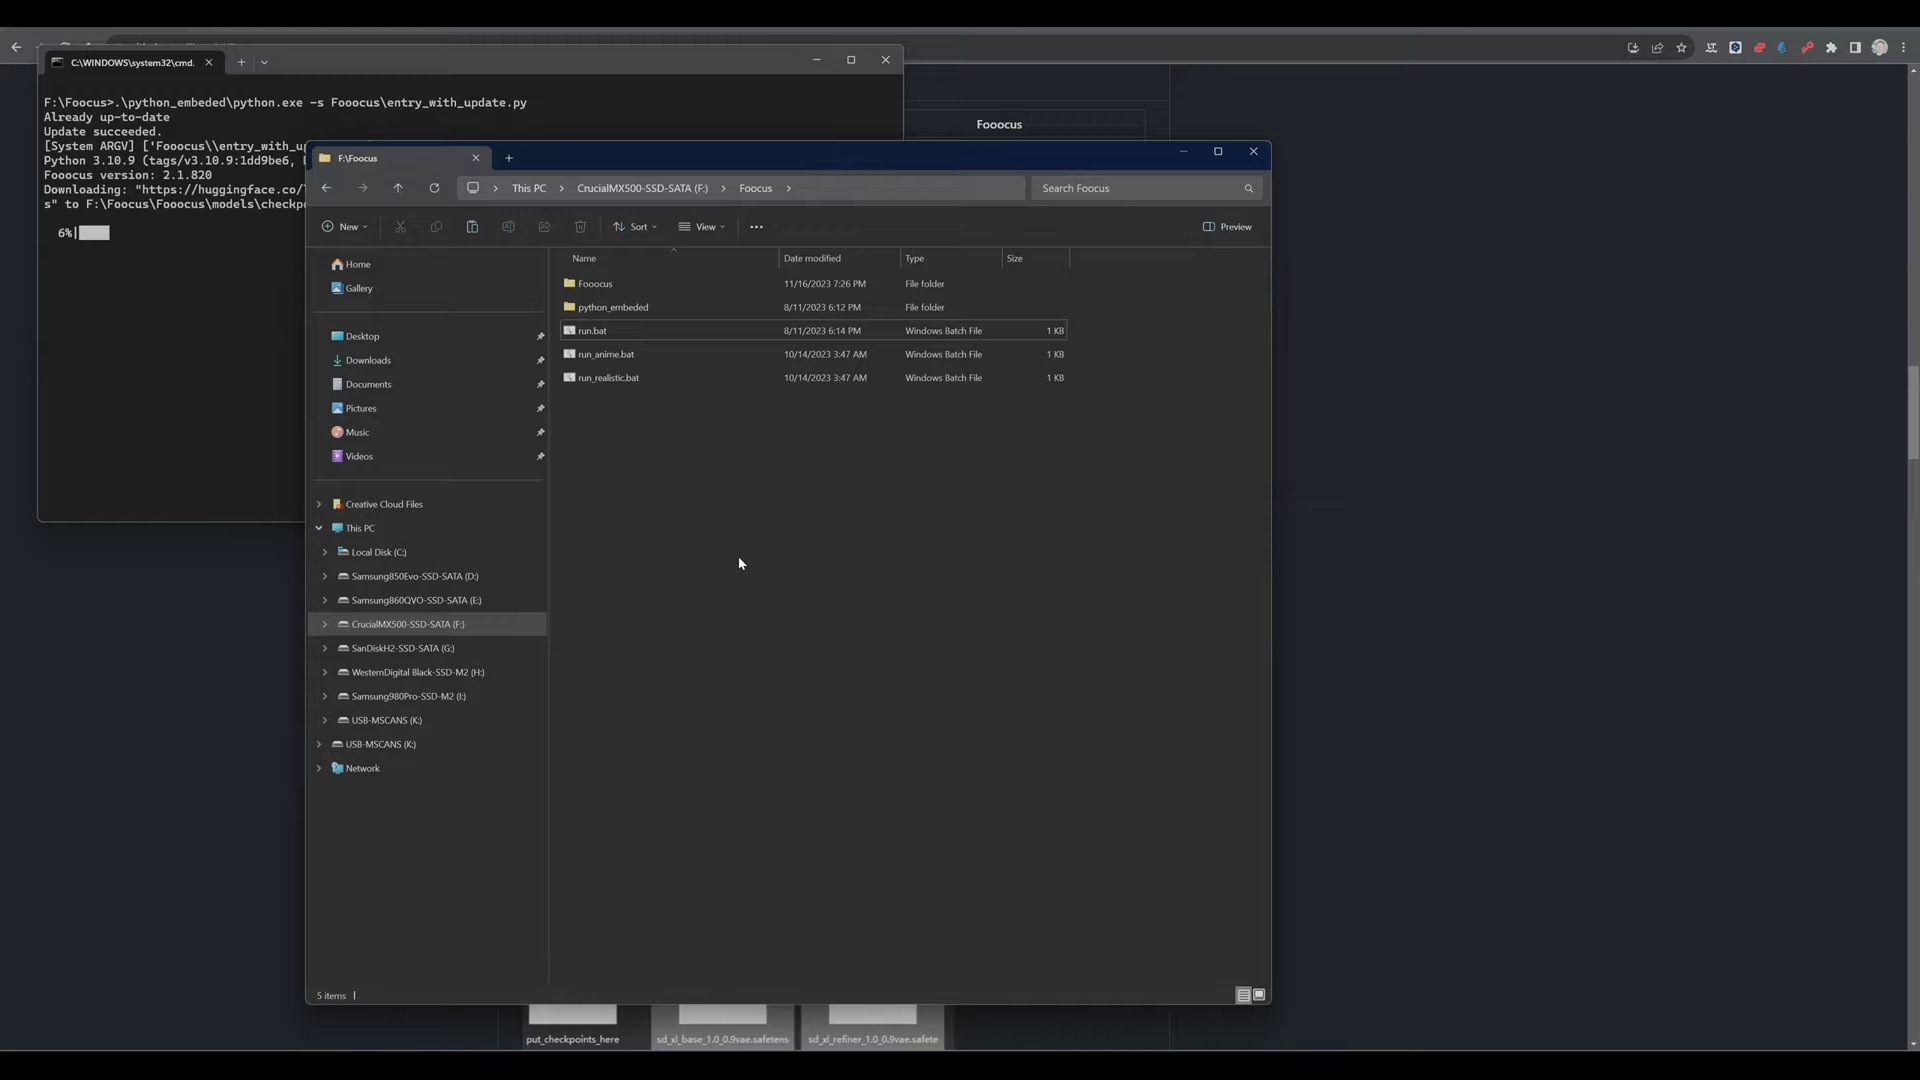 C:\WINDOWS\system32\cmd.
F:\Foocus>.\python_embeded\python.exe -s Fooocus\entry_with_update.py
Already up-to-date
Update succeeded.
[System ARGV] ['Fooocus\\entry_with_up
Python 3.10.9 (tags/v3.10.9:1dd9be6,
Fooocus version: 2.1.820
Downloading: "https://huggingface.co/
s" to F:\Foocus\Fooocus\models\checkpo
6%|
Fooocus
F:\Foocus
This PC > CrucialMX500-SSD-SATA (F:) > Foocus >
Search Foocus
New
Sort
View
Preview
Name Date modified Type Size
Fooocus 11/16/2023 7:26 PM File folder
python_embeded 8/11/2023 6:12 PM File folder
run.bat 8/11/2023 6:14 PM Windows Batch File 1 KB
run_anime.bat 10/14/2023 3:47 AM Windows Batch File 1 KB
run_realistic.bat 10/14/2023 3:47 AM Windows Batch File 1 KB
Home
Gallery
Desktop
Downloads
Documents
Pictures
Music
Videos
Creative Cloud Files
This PC
Local Disk (C:)
Samsung850Evo-SSD-SATA (D:)
Samsung860QVO-SSD-SATA (E:)
CrucialMX500-SSD-SATA (F:)
SanDiskH2-SSD-SATA (G:)
WesternDigital Black-SSD-M2 (H:)
Samsung980Pro-SSD-M2 (I:)
USB-MSCANS (K:)
USB-MSCANS (K:)
Network
5 items
put_checkpoints_here
sd_xl_base_1.0_0.9vae.safetens
sd_xl_refiner_1.0_0.9vae.safete